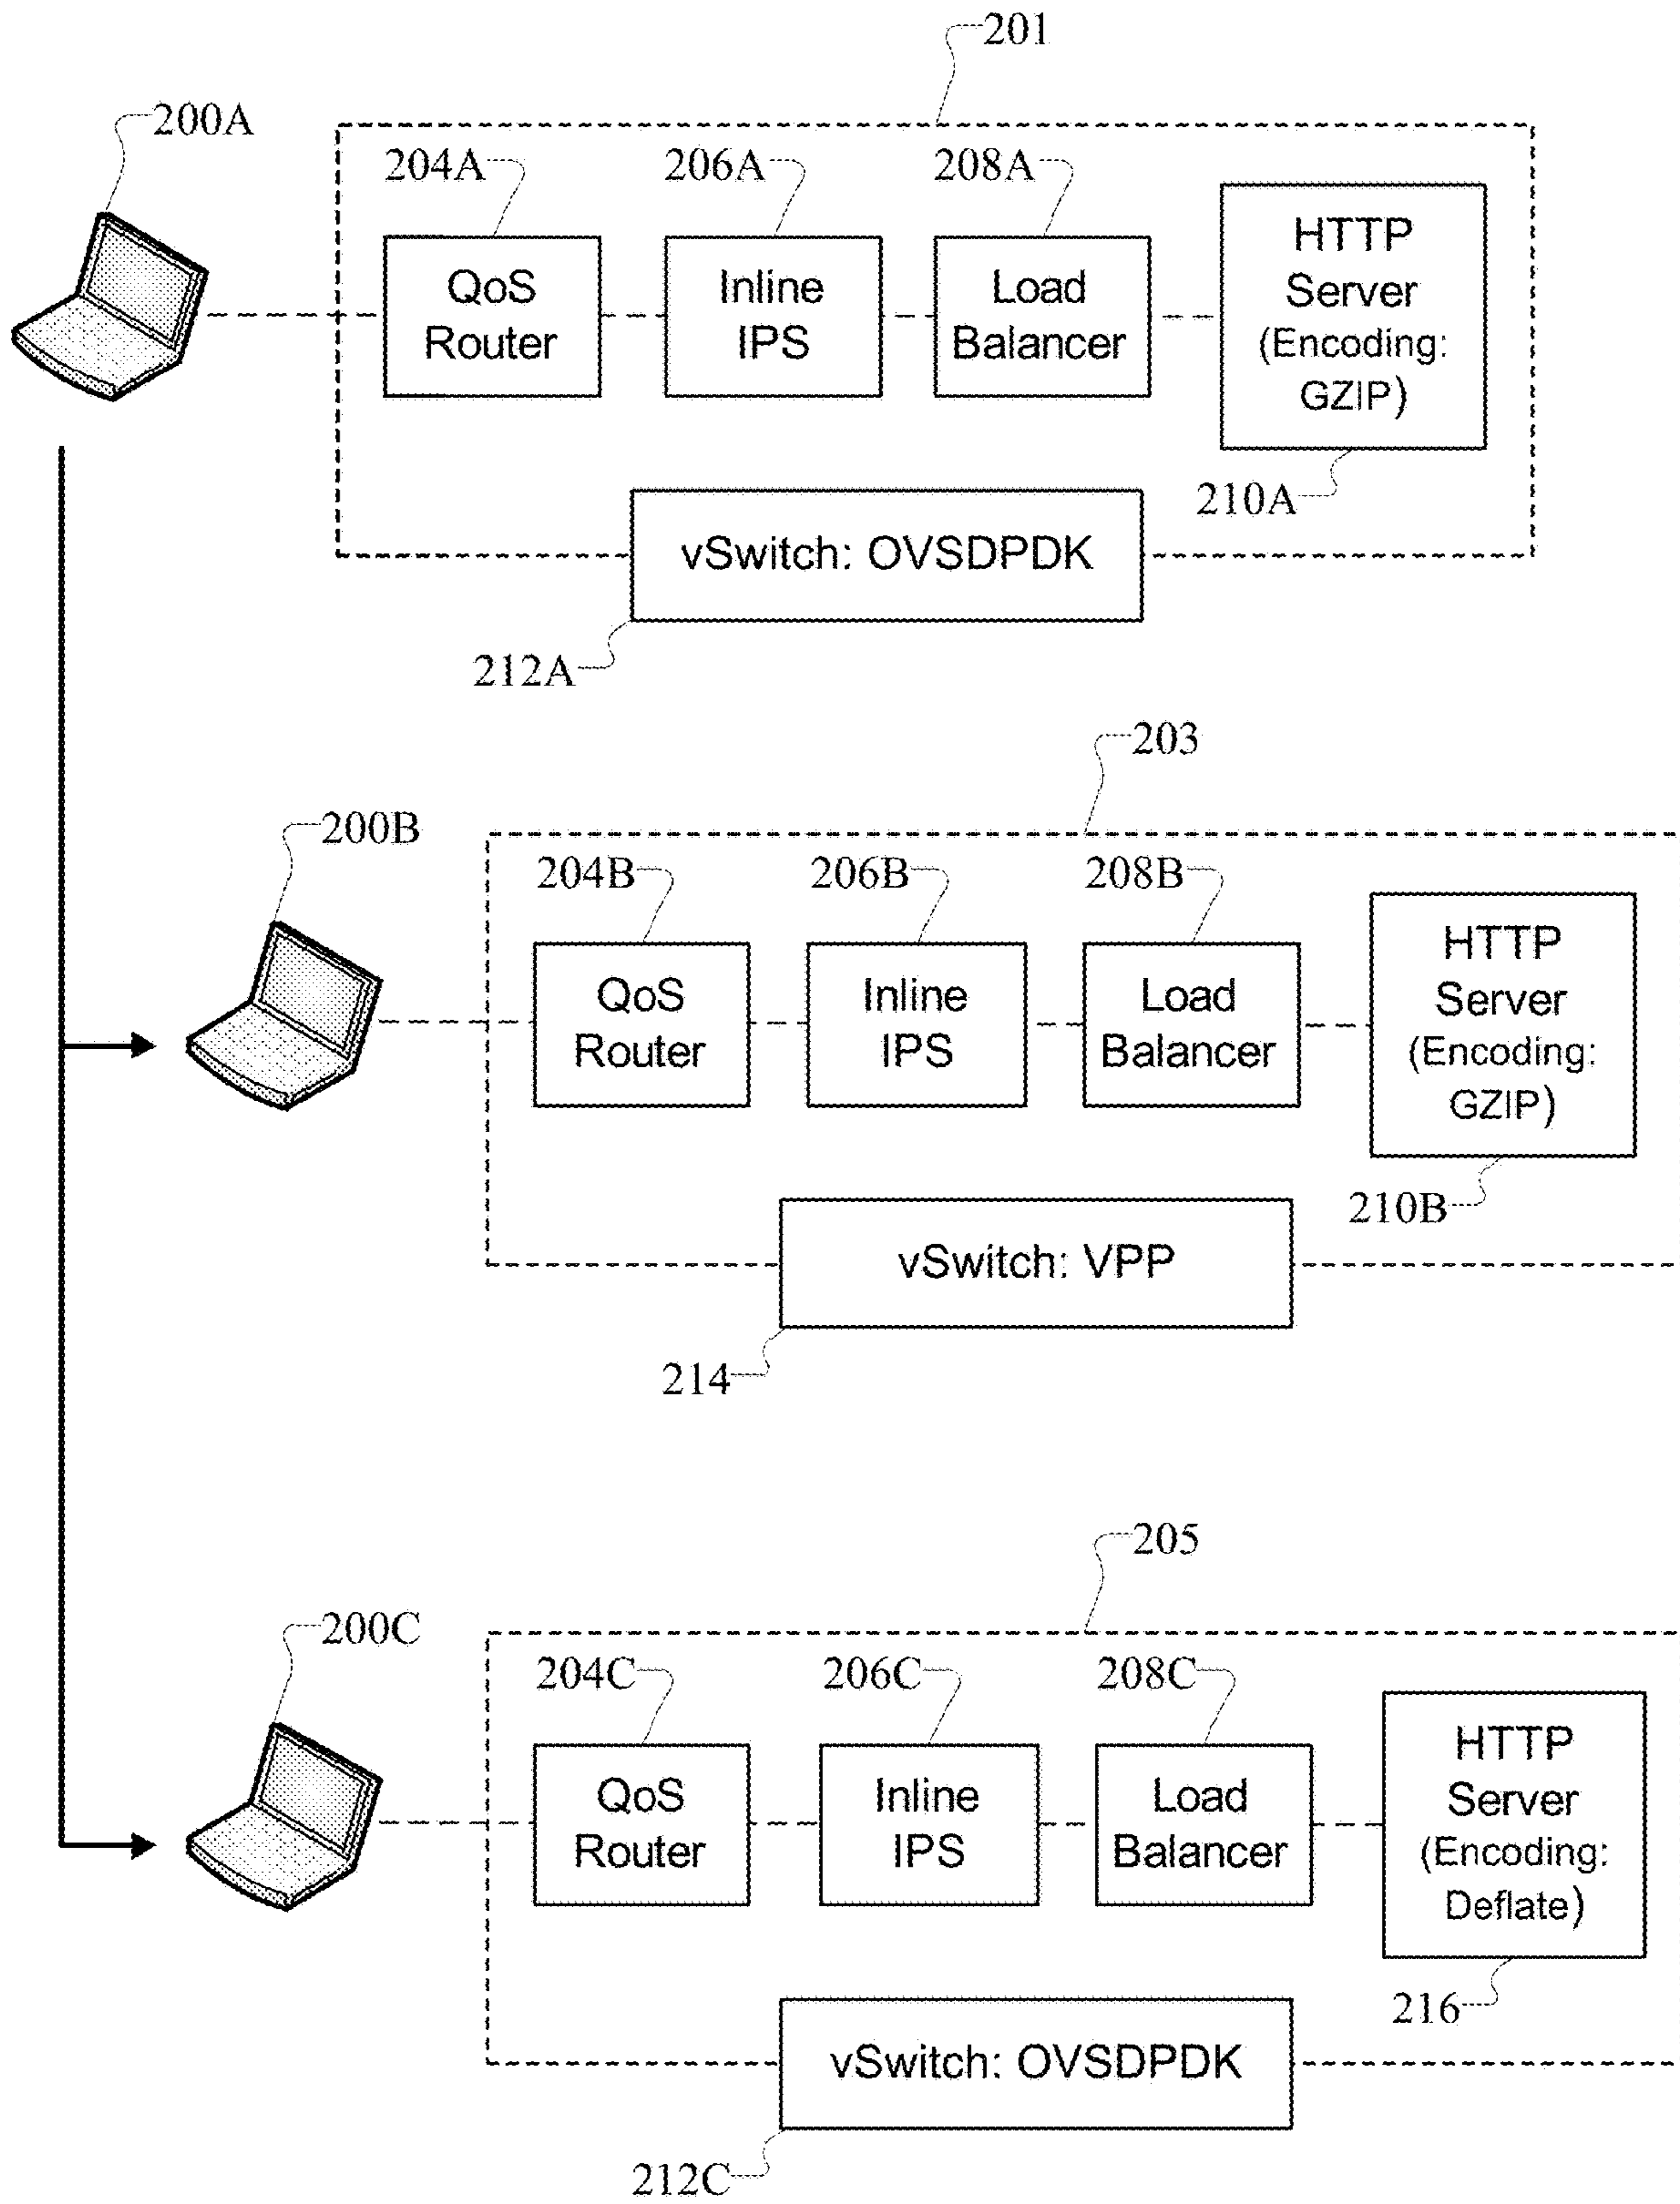 201
200A
204A
206A
208A
QoS
Router
Inline
IPS
Load
Balancer
HTTP
Server
(Encoding:
GZIP)
210A
vSwitch: OVSDPDK
212A
203
200B
204B
206B
208B
QoS
Router
Inline
IPS
Load
Balancer
HTTP
Server
(Encoding:
GZIP)
210B
vSwitch: VPP
214
205
200C
204C
206C
208C
QoS
Router
Inline
IPS
Load
Balancer
HTTP
Server
(Encoding:
Deflate)
216
vSwitch: OVSDPDK
212C